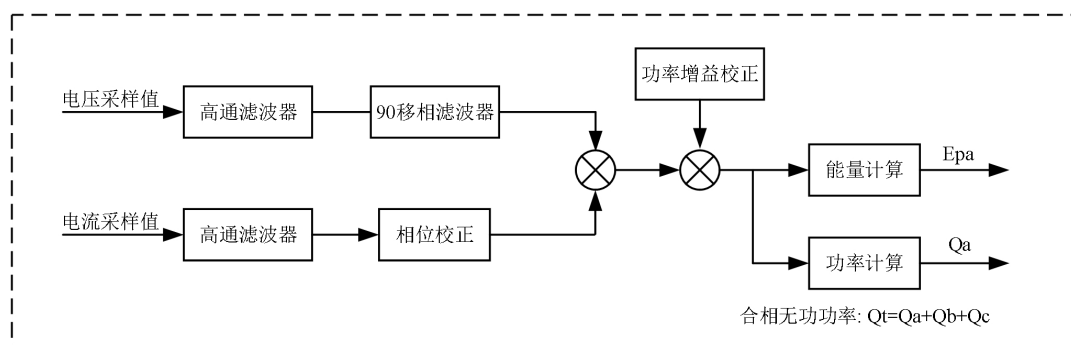 功率增益校正
电压采样值
高通滤波器
90移相滤波器
能量计算
Epa
电流采样值
高通滤波器
相位校正
功率计算
Qa
合相无功功率: Qt=Qa+Qb+Qc